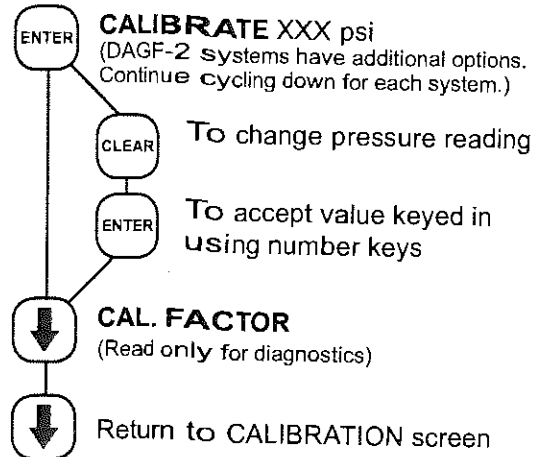 ENTER
CALIBRATE XXX psi
(DAGF-2 systems have additional options.
Continue cycling down for each system.)
CLEAR
To change pressure reading
ENTER
To accept value keyed in
using number keys
CAL. FACTOR
(Read only for diagnostics)
Return to CALIBRATION screen